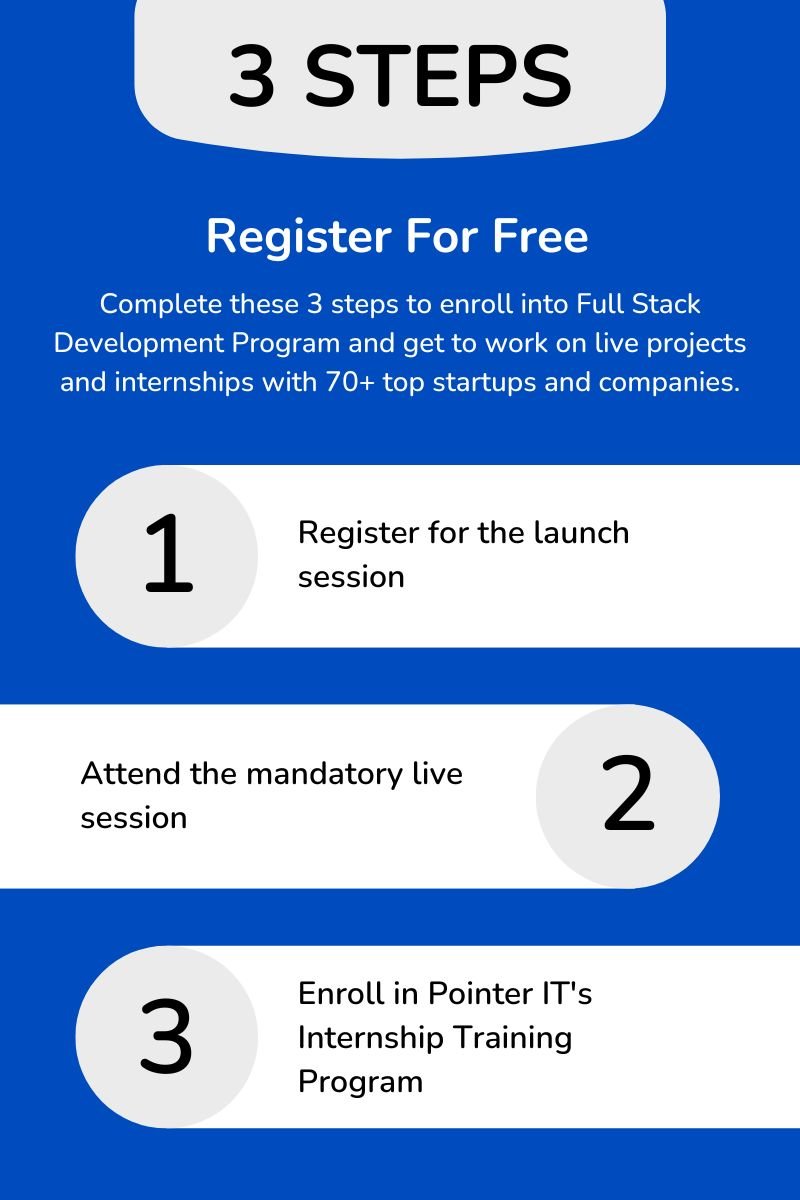 3 STEPS
Register For Free
Complete these 3 steps to enroll into Full Stack
Development Program and get to work on live projects
and internships with 70+ top startups and companies.
1
Register for the launch
session
Attend the mandatory live
session
2
3
Enroll in Pointer IT's
Internship Training
Program